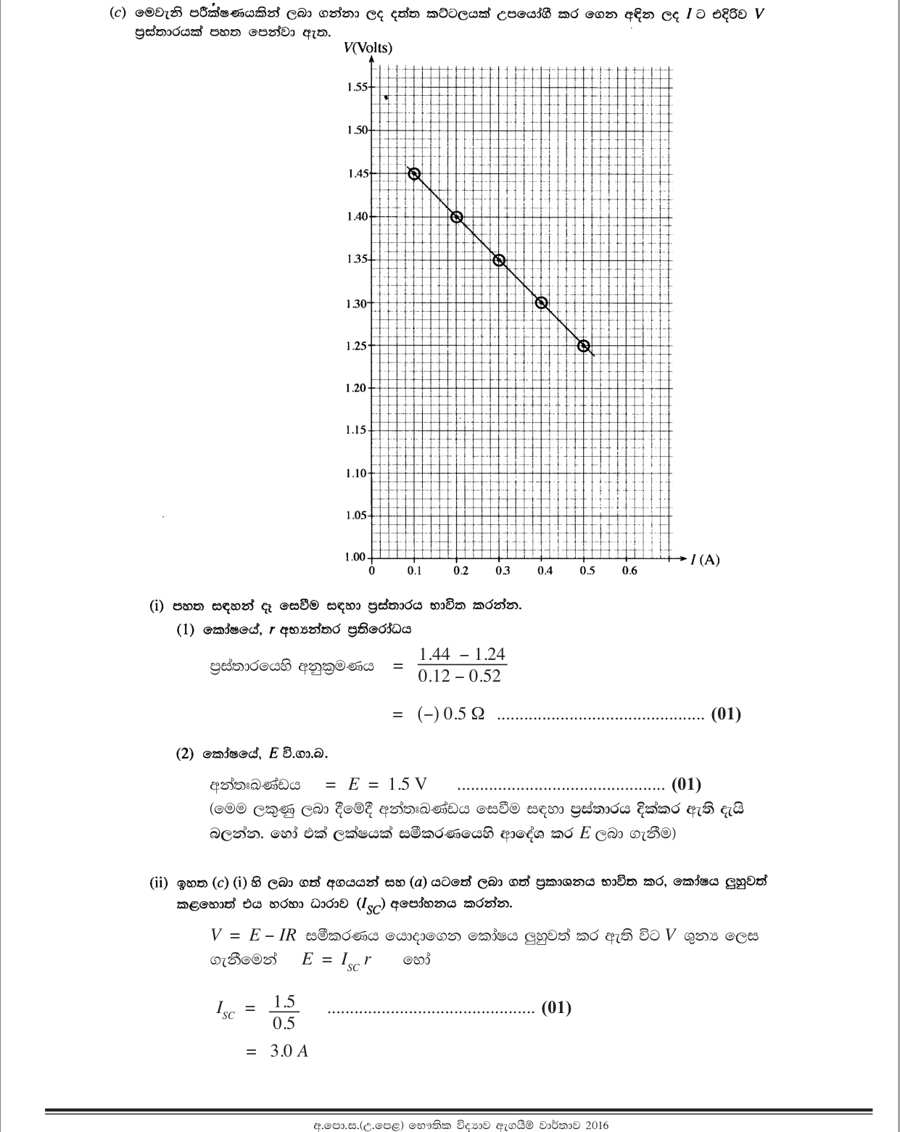 (c) මෙවැනි පරීක්ෂණයකින් ලබා ගන්නා ලද දත්ත කට්ටලයක් උපයෝගී කර ගෙන අඳින ලද I ට එදිරිව V
ප්‍රස්තාරයක් පහත පෙන්වා ඇත.
V(Volts)
1.55
1.50
1.45
1.40
1.35
1.30
1.25
1.20
1.15
1.10
1.05
1.00
0 0.1 0.2 0.3 0.4 0.5 0.6
I (A)
(i) පහත සඳහන් දෑ සෙවීම සඳහා ප්‍රස්තාරය භාවිත කරන්න.
(1) කෝෂයේ, r අභ්‍යන්තර ප්‍රතිරෝධය
ප්‍රස්තාරයෙහි අනුක්‍රමණය = (1.44 – 1.24) / (0.12 – 0.52)
= (–) 0.5 Ω .............................................. (01)
(2) කෝෂයේ, E වි.ගා.බ.
අන්තඃඛණ්ඩය = E = 1.5 V .............................................. (01)
(මෙම ලකුණු ලබා දීමේදී අන්තඃඛණ්ඩය සෙවීම සඳහා ප්‍රස්තාරය දික්කර ඇති දැයි
බලන්න. හෝ එක් ලක්ෂයක් සමීකරණයෙහි ආදේශ කර E ලබා ගැනීම)
(ii) ඉහත (c) (i) හි ලබා ගත් අගයයන් සහ (a) යටතේ ලබා ගත් ප්‍රකාශනය භාවිත කර, කෝෂය ලුහුවත්
කළහොත් එය හරහා ධාරාව (I_SC) අපෝහනය කරන්න.
V = E – IR සමීකරණය යොදාගෙන කෝෂය ලුහුවත් කර ඇති විට V ශුන්‍ය ලෙස
ගැනීමෙන් E = I_SC r හෝ
I_SC = 1.5 / 0.5 .............................................. (01)
= 3.0 A
අ.පො.ස.(උ.පෙළ) භෞතික විද්‍යාව ඇගයීම් වාර්තාව 2016